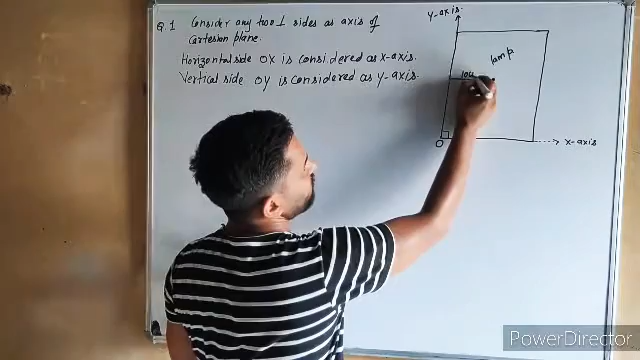 Q.1 Consider any two ⊥ sides as axis of
Cartesian plane.
Horizontal side OX is considered as x-axis.
Vertical side OY is considered as y-axis.
y-axis.
lamp
10
O
x-axis
PowerDirector